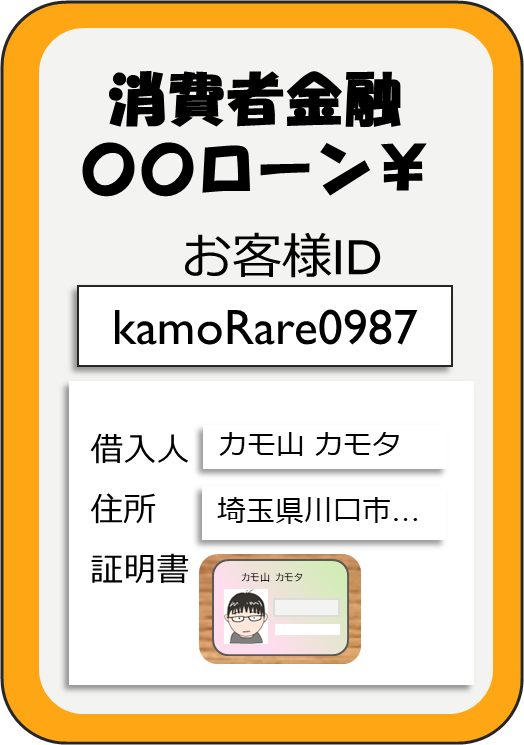 消費者金融
〇〇ローン￥
お客様ID
kamoRare0987
借入人 カモ山 カモタ
住所 埼玉県川口市...
証明書
カモ山 カモタ